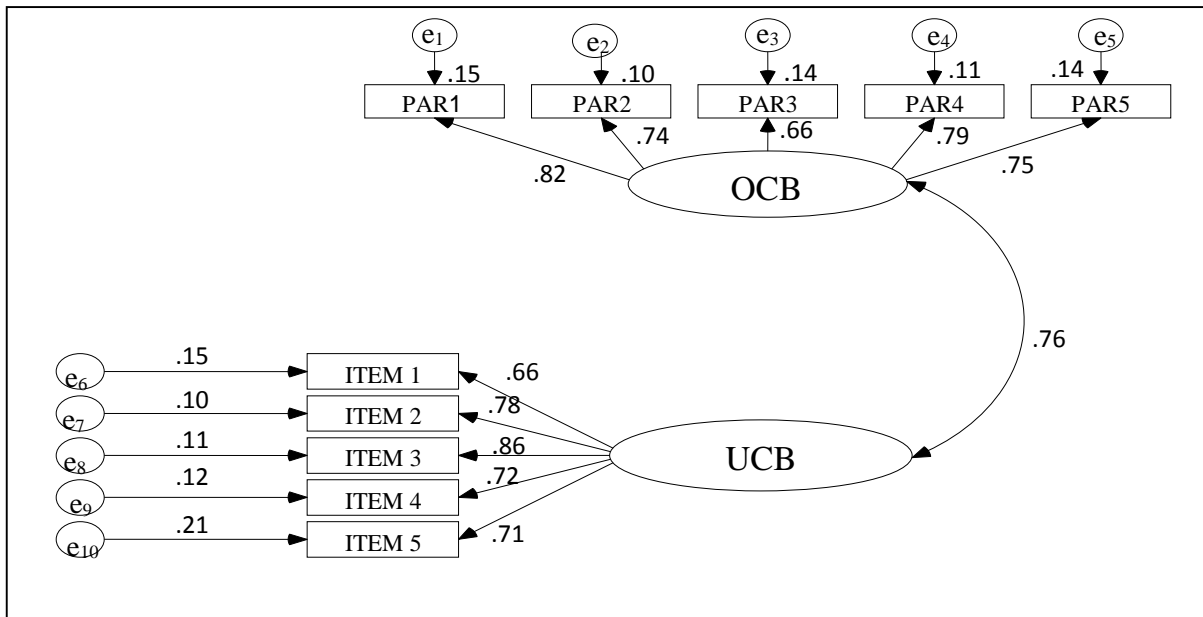 e1 e2 e3 e4 e5
.15 .10 .14 .11 .14
PAR1 PAR2 PAR3 PAR4 PAR5
.82 .74 .66 .79 .75
OCB
.76
e6 .15 ITEM 1 .66
e7 .10 ITEM 2 .78
e8 .11 ITEM 3 .86
UCB
e9 .12 ITEM 4 .72
e10 .21 ITEM 5 .71